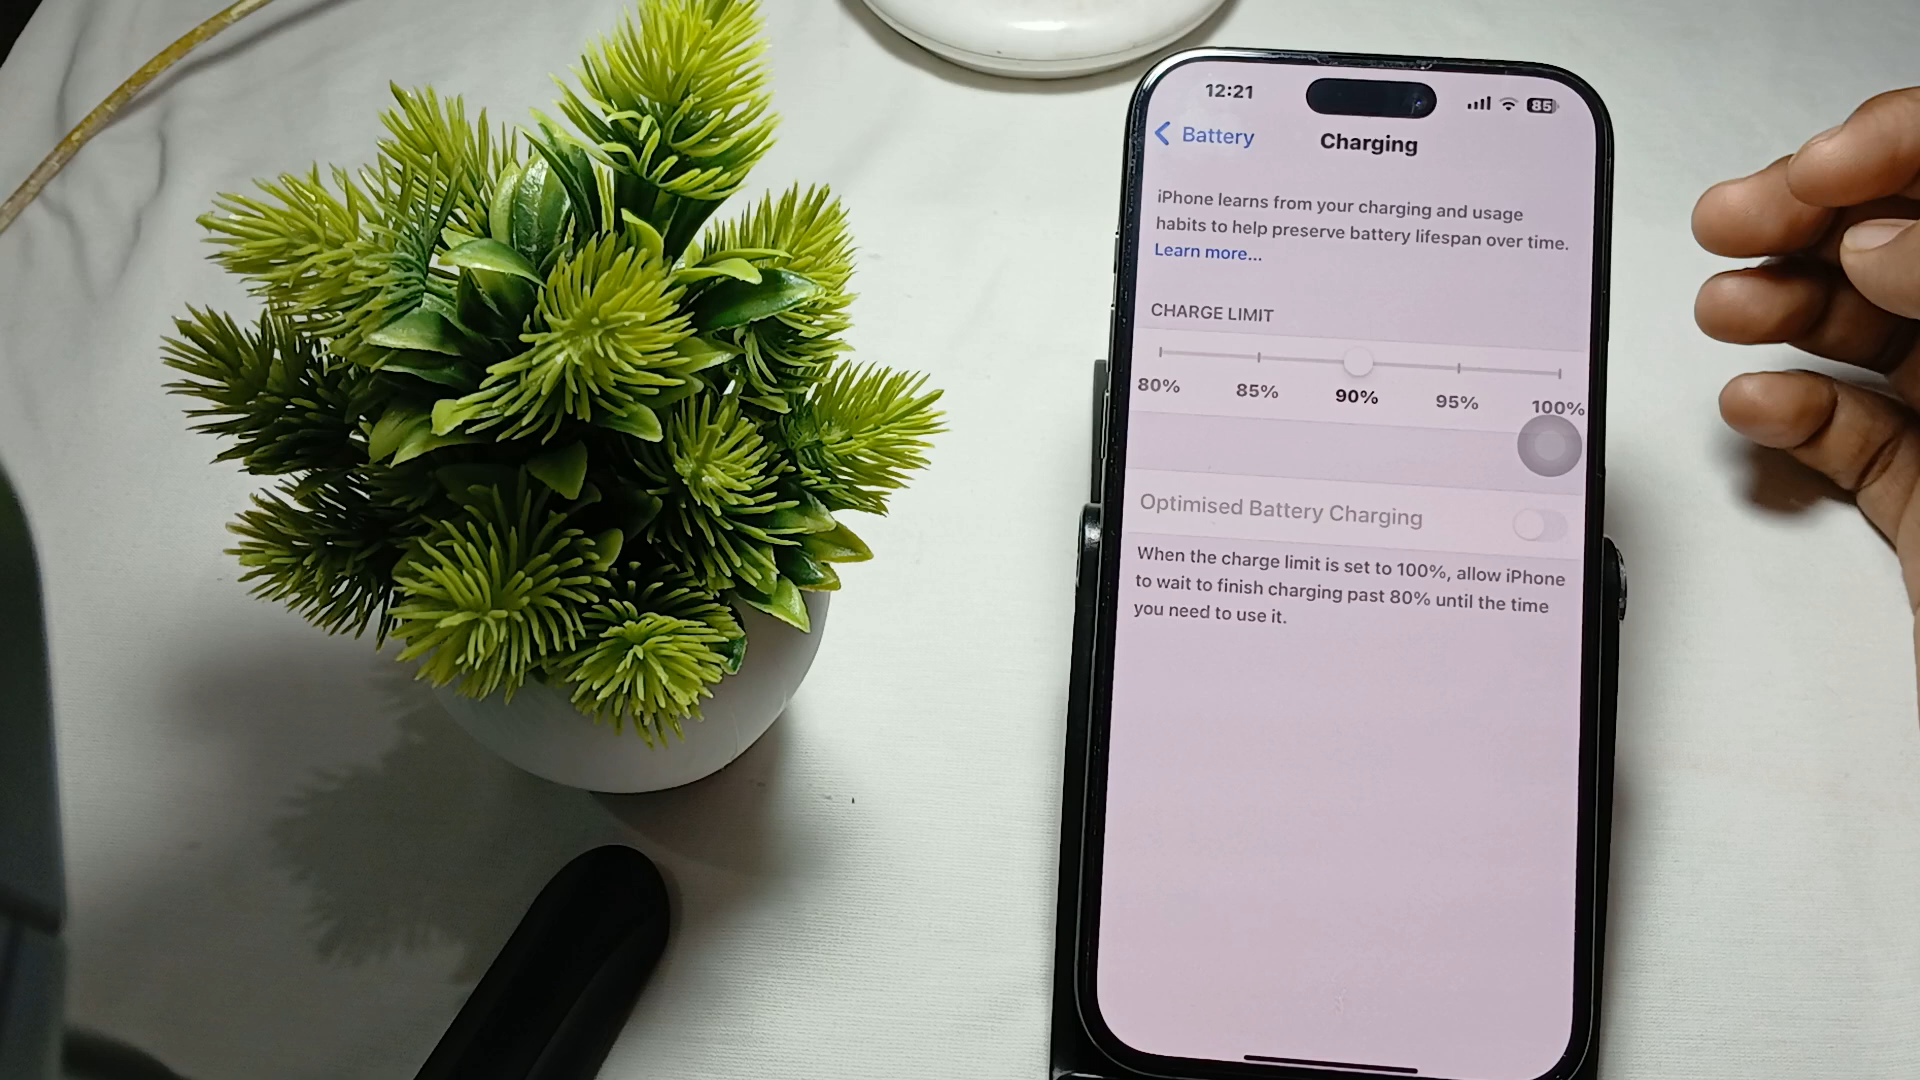 12:21
85
Battery
Charging
iPhone learns from your charging and usage
habits to help preserve battery lifespan over time.
Learn more...
CHARGE LIMIT
80% 85% 90% 95% 100%
Optimised Battery Charging
When the charge limit is set to 100%, allow iPhone
to wait to finish charging past 80% until the time
you need to use it.